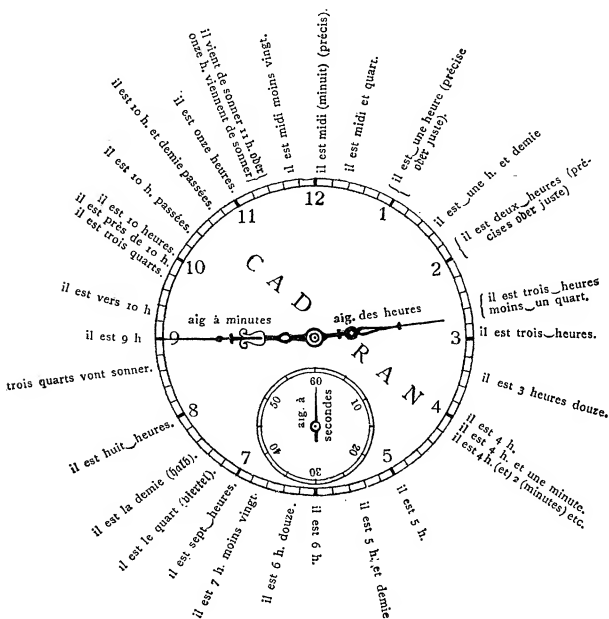 il est midi (minuit) (précis).
il est midi et quart.
il est une heure (précise
ober juste).
il est une h. et demie
il est deux heures (pré-
cises ober juste)
il est trois heures
moins un quart.
il est trois heures.
il est 3 heures douze.
il est 4 h.
il est 4 h. et une minute.
il est 4 h. (et) 2 (minutes) etc.
il est 5 h.
il est 5 h. et demie
il est 6 h.
il est 6 h. douze.
il est 7 h. moins vingt.
il est sept heures.
il est le quart (viertel).
il est la demie (halb).
il est huit heures.
trois quarts vont sonner.
il est 9 h
il est vers 10 h
il est trois quarts.
il est près de 10 h.
il est 10 heures.
il est 10 h. passées.
il est 10 h. et demie passées.
il est onze heures.
il vient de sonner 11 h. ober
onze h. viennent de sonner
il est midi moins vingt.
12
1
2
3
4
5
6
7
8
9
10
11
CADRAN
aig à minutes
aig. des heures
60
10
20
30
40
50
aig. à
secondes